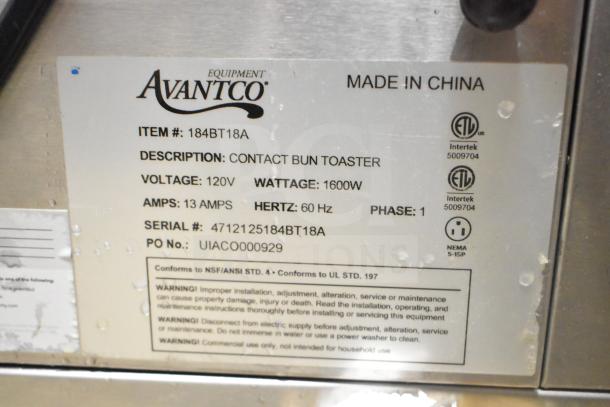 EQUIPMENT
AVANTCO
MADE IN CHINA
ITEM #: 184BT18A
DESCRIPTION: CONTACT BUN TOASTER
VOLTAGE: 120V WATTAGE: 1600W
AMPS: 13 AMPS HERTZ: 60 Hz PHASE: 1
SERIAL #: 4712125184BT18A
PO No.: UIACO000929
ETL us
Intertek
5009704
ETL
Intertek
5009704
NEMA
5-15P
Conforms to NSF/ANSI STD. 4 • Conforms to UL STD. 197
WARNING! Improper installation, adjustment, alteration, service or maintenance
can cause property damage, injury or death. Read the installation, operating, and
maintenance instructions thoroughly before installing or servicing this equipment
WARNING! Disconnect from electric supply before adjustment, alteration, service
or maintenance. Do not immerse in water or use a power washer to clean.
WARNING! Commercial use only, not intended for household use